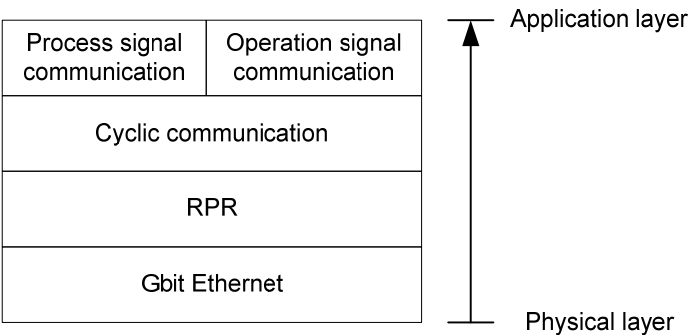 Process signal
communication
Operation signal
communication
Cyclic communication
RPR
Gbit Ethernet
Application layer
Physical layer